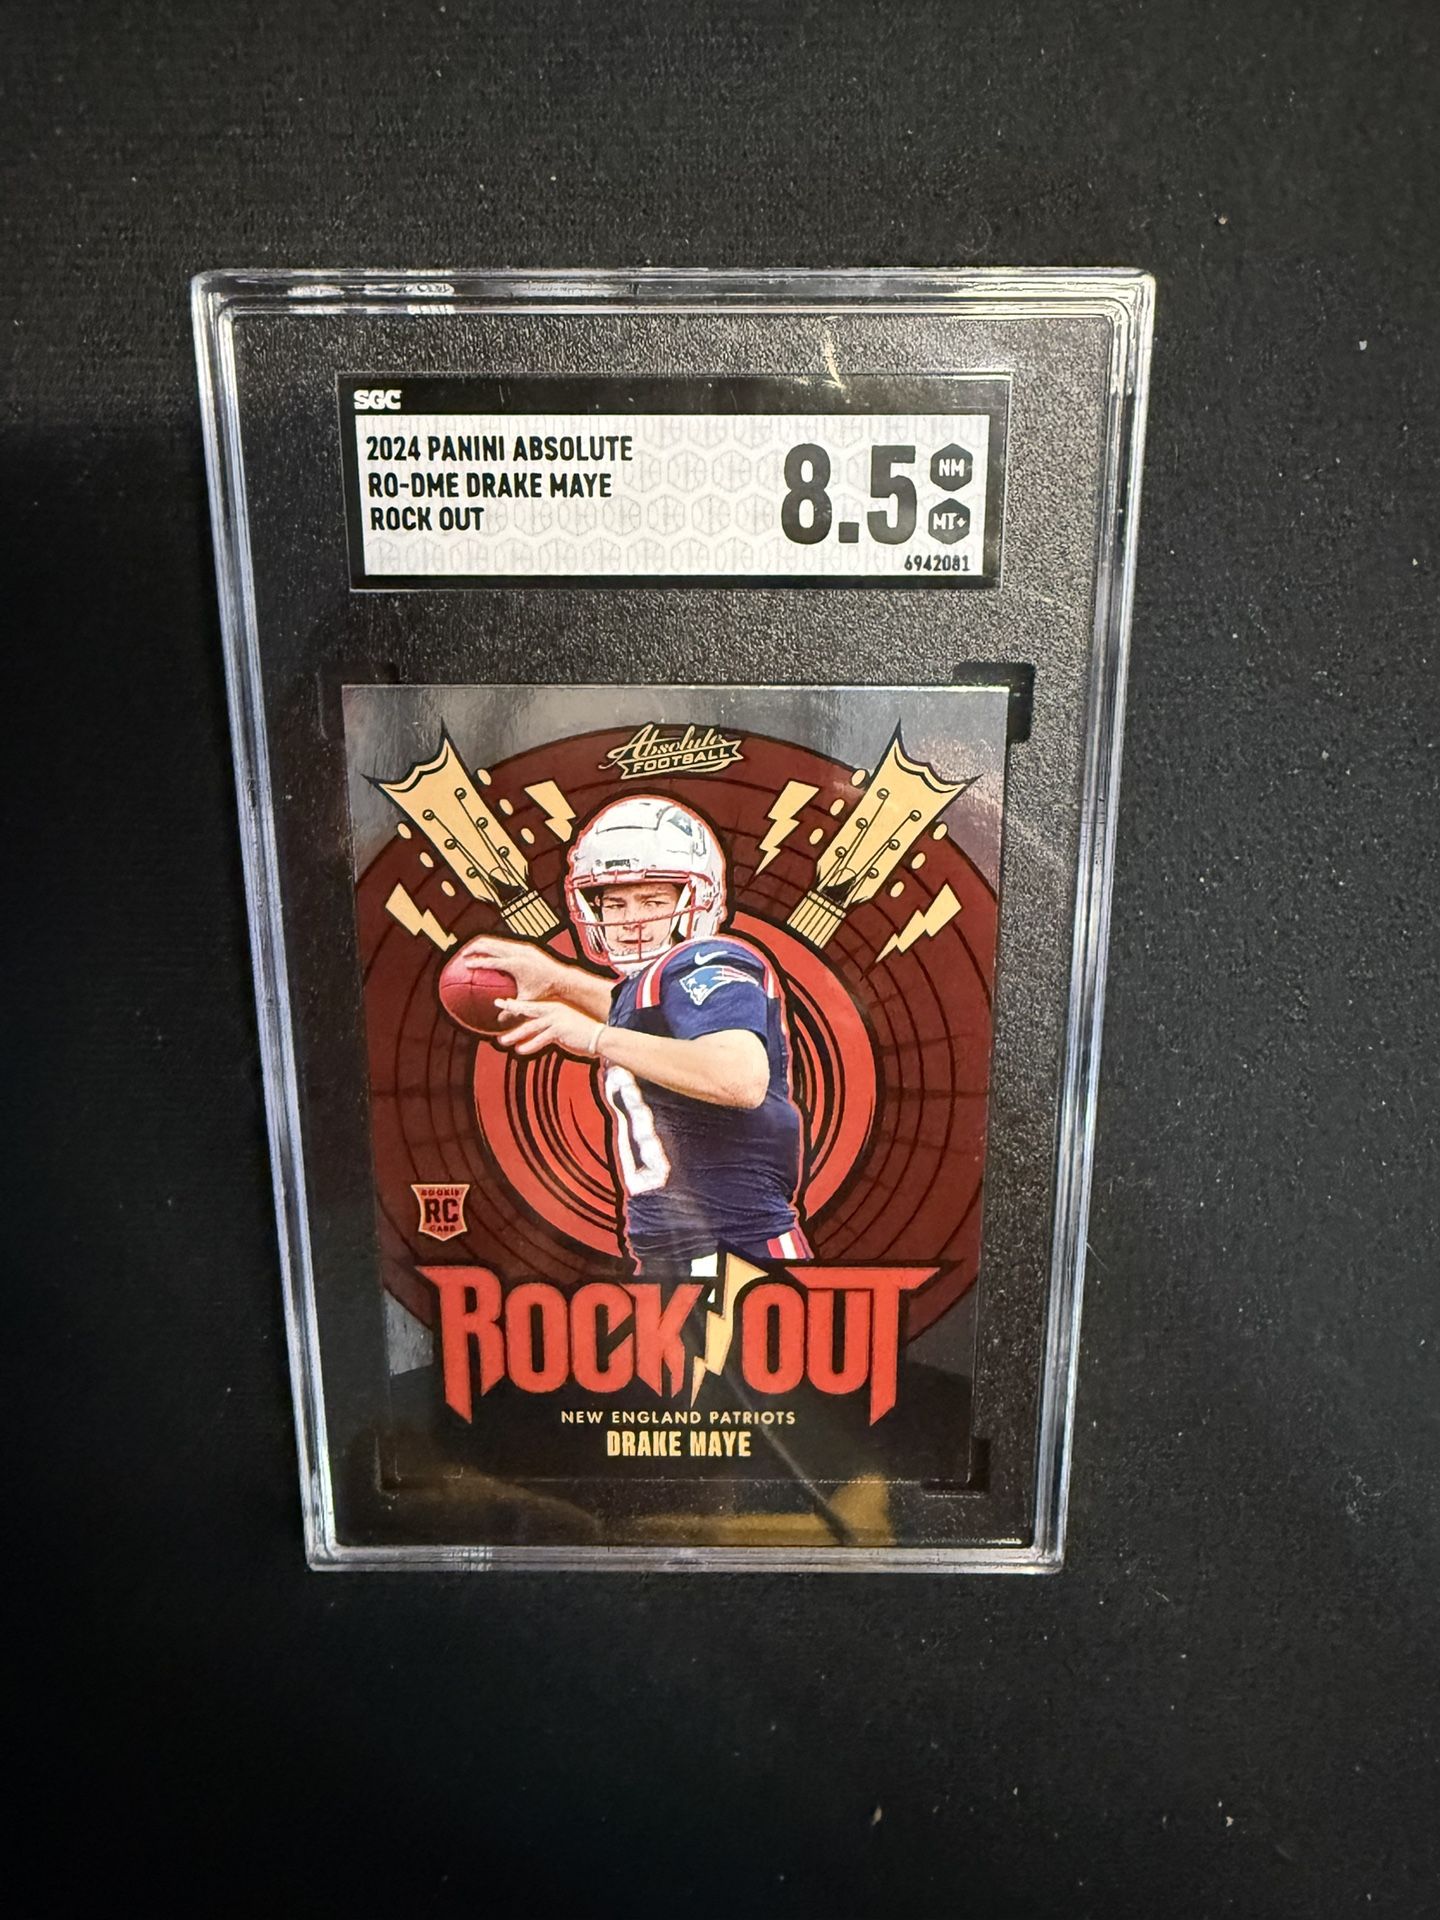 SGC
2024 PANINI ABSOLUTE
RO-DME DRAKE MAYE
ROCK OUT
8.5
NM
MT+
6942081
Absolute
FOOTBALL
0
ROOKIE
RC
CARD
ROCK OUT
NEW ENGLAND PATRIOTS
DRAKE MAYE